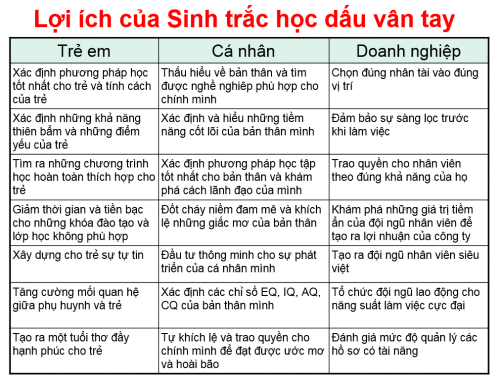 Lợi ích của Sinh trắc học dấu vân tay
Trẻ em
Cá nhân
Doanh nghiệp
Xác định phương pháp học
tốt nhất cho trẻ và tính cách
của trẻ
Thấu hiểu về bản thân và tìm
được nghề nghiêp phù hợp cho
chính mình
Chọn đúng nhân tài vào đúng
vị trí
Xác định những khả năng
thiên bẩm và những điểm
yếu của trẻ
Xác định và hiểu những tiềm
năng cốt lõi của bản thân mình
Đảm bảo sự sàng lọc trước
khi làm việc
Tìm ra những chương trình
học hoàn toàn thích hợp cho
trẻ
Xác định phương pháp học tập
tốt nhất cho bản thân và khám
phá cách lãnh đạo của mình
Trao quyền cho nhân viên
theo đúng khả năng của họ
Giảm thời gian và tiền bạc
cho những khóa đào tạo và
lớp học không phù hợp
Đốt cháy niềm đam mê và khích
lệ những giấc mơ của bản thân
Khám phá những giá trị tiềm
ẩn của đội ngũ nhân viên để
tạo ra lợi nhuận của công ty
Xây dựng cho trẻ sự tự tin
Đầu tư thông minh cho sự phát
triển của cá nhân mình
Tạo ra đội ngũ nhân viên siêu
việt
Tăng cường mối quan hệ
giữa phụ huynh và trẻ
Xác định các chỉ số EQ, IQ, AQ,
CQ của bản thân mình
Tổ chức đội ngũ lao động cho
năng suất làm việc cực đại
Tạo ra một tuổi thơ đầy
hạnh phúc cho trẻ
Tự khích lệ và trao quyền cho
chính mình để đạt được ước mơ
và hoài bão
Đánh giá mức độ quản lý các
hồ sơ có tài năng